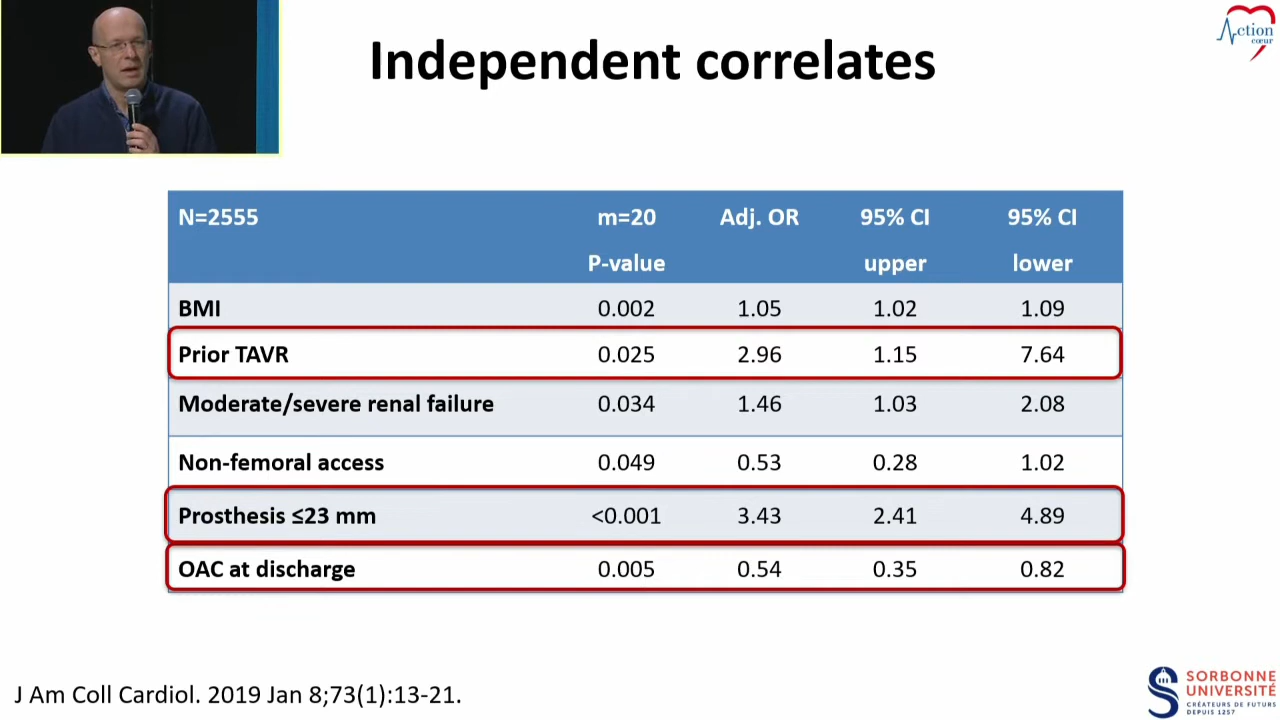 Action
cœur
Independent correlates
N=2555 m=20 Adj. OR 95% CI 95% CI
P-value upper lower
BMI 0.002 1.05 1.02 1.09
Prior TAVR 0.025 2.96 1.15 7.64
Moderate/severe renal failure 0.034 1.46 1.03 2.08
Non-femoral access 0.049 0.53 0.28 1.02
Prosthesis ≤23 mm <0.001 3.43 2.41 4.89
OAC at discharge 0.005 0.54 0.35 0.82
J Am Coll Cardiol. 2019 Jan 8;73(1):13-21.
SORBONNE
UNIVERSITÉ
CRÉATEURS DE FUTURS
DEPUIS 1257